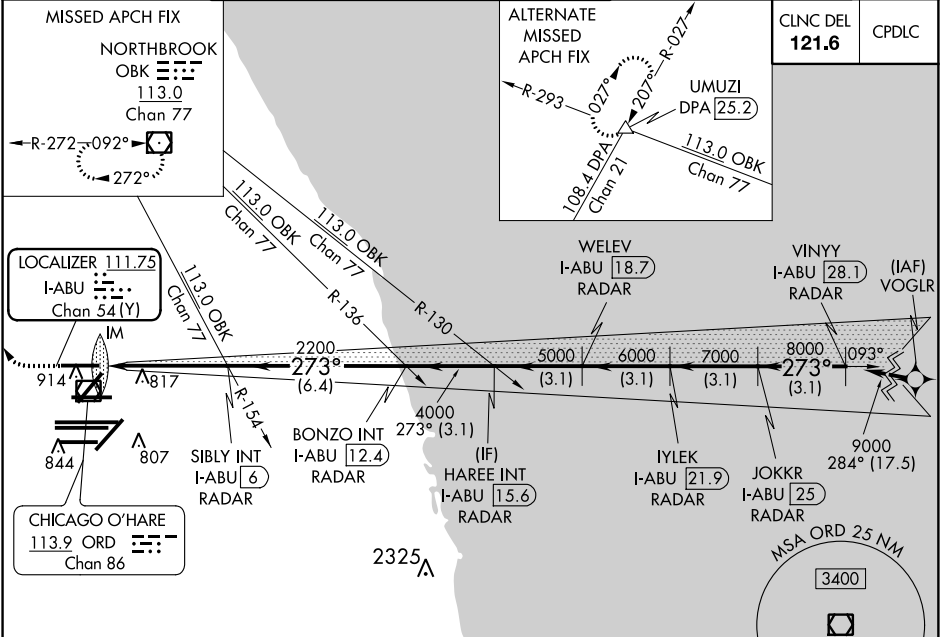 MISSED APCH FIX
NORTHBROOK
OBK
113.0
Chan 77
R-272
092°
272°
ALTERNATE
MISSED
APCH FIX
R-027
R-293
027°
207°
UMUZI
DPA 25.2
113.0 OBK
Chan 77
108.4 DPA
Chan 21
CLNC DEL
121.6
CPDLC
113.0 OBK
Chan 77
113.0 OBK
Chan 77
113.0 OBK
Chan 77
R-136
R-130
R-154
LOCALIZER 111.75
I-ABU
Chan 54 (Y)
IM
WELEV
I-ABU 18.7
RADAR
VINYY
I-ABU 28.1
RADAR
(IAF)
VOGLR
2200
273°
(6.4)
5000
(3.1)
6000
(3.1)
7000
(3.1)
8000
273°
(3.1)
093°
914
817
844
807
4000
273° (3.1)
9000
284° (17.5)
SIBLY INT
I-ABU 6
RADAR
BONZO INT
I-ABU 12.4
RADAR
(IF)
HAREE INT
I-ABU 15.6
RADAR
IYLEK
I-ABU 21.9
RADAR
JOKKR
I-ABU 25
RADAR
CHICAGO O'HARE
113.9 ORD
Chan 86
2325
MSA ORD 25 NM
3400